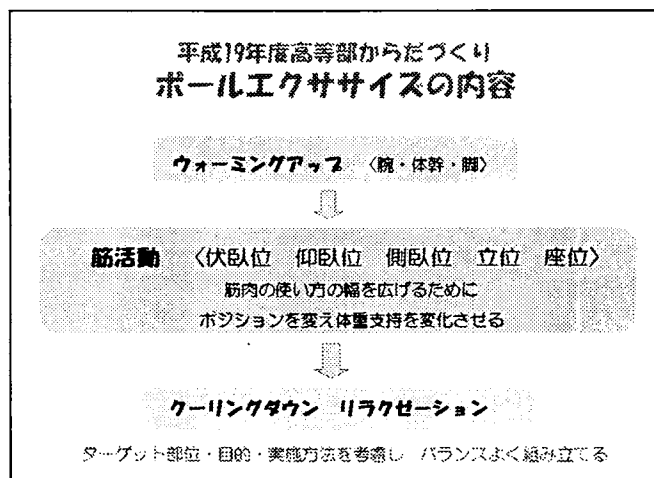 平成19年度高等部からだづくり
ボールエクササイズの内容
ウォーミングアップ 〈腕・体幹・脚〉
筋活動 〈伏臥位 仰臥位 側臥位 立位 座位〉
筋肉の使い方の幅を広げるために
ポジションを変え体重支持を変化させる
クーリングダウン リラクゼーション
ターゲット部位・目的・実施方法を考慮し バランスよく組み立てる